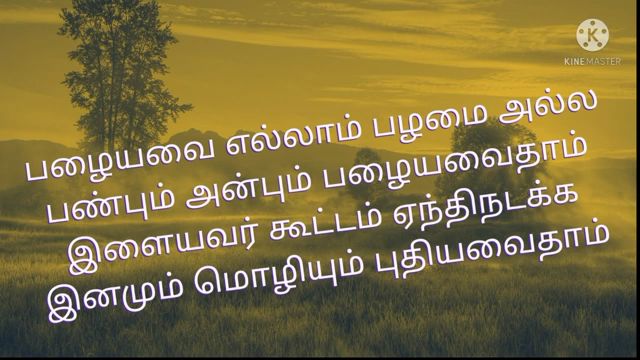 KINEMASTER
பழையவை எல்லாம் பழமை அல்ல
பண்பும் அன்பும் பழையவைதாம்
இளையவர் கூட்டம் ஏந்திநடக்க
இனமும் மொழியும் புதியவைதாம்